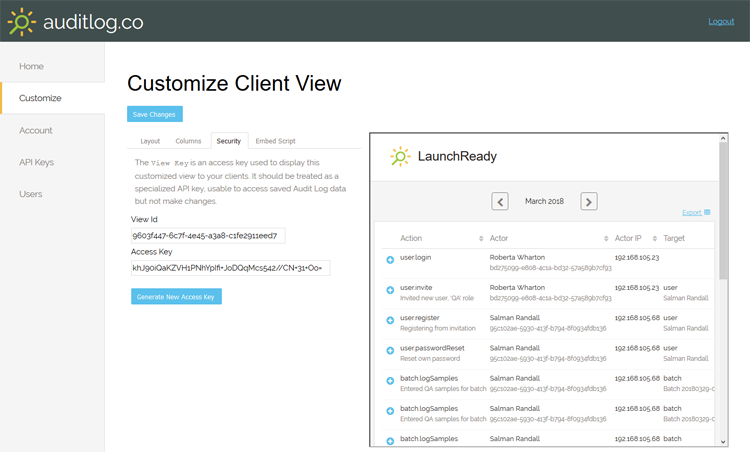 auditlog.co
Logout
Home
Customize
Account
API Keys
Users
Customize Client View
Save Changes
Layout Columns Security Embed Script
The View Key is an access key used to display this
customized view to your clients. It should be treated as a
specialized API key, usable to access saved Audit Log data
but not make changes.
View Id
9603f447-6c7f-4e45-a3a8-c1fe2911eed7
Access Key
khJ9oiQaKZVH1PNhYpIfi+JoDQqMcs542//CN+31+O0=
Generate New Access Key
LaunchReady
March 2018
Export
Action Actor Actor IP Target
user.login Roberta Wharton 192.168.105.23
bd275099-e808-4c1a-bd32-57a589b7cf93
user.invite Roberta Wharton 192.168.105.23 user
Invited new user, 'QA' role bd275099-e808-4c1a-bd32-57a589b7cf93 Salman Randall
user.register Salman Randall 192.168.105.68 user
Registering from invitation 95c102ae-5930-413f-b794-8f0934fdb136 Salman Randall
user.passwordReset Salman Randall 192.168.105.68 user
Reset own password 95c102ae-5930-413f-b794-8f0934fdb136 Salman Randall
batch.logSamples Salman Randall 192.168.105.68 batch
Entered QA samples for batch 95c102ae-5930-413f-b794-8f0934fdb136 Batch 20180329-0
batch.logSamples Salman Randall 192.168.105.68 batch
Entered QA samples for batch 95c102ae-5930-413f-b794-8f0934fdb136 Batch 20180329-0
batch.logSamples Salman Randall 192.168.105.68 batch